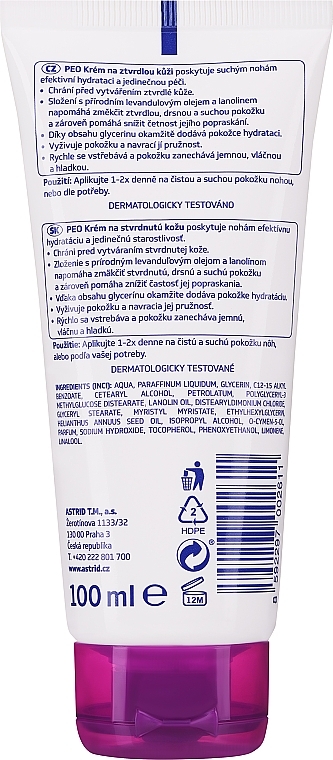 CZ PEO Krém na ztvrdlou kůži poskytuje suchým nohám
efektivní hydrataci a jedinečnou péči.
• Chrání před vytvářením ztvrdlé kůže.
• Složení s přírodním levandulovým olejem a lanolinem
napomáhá změkčit ztvrdlou, drsnou a suchou pokožku
a zároveň pomáhá snížit četnost jejího popraskání.
• Díky obsahu glycerinu okamžitě dodává pokožce hydrataci.
• Vyživuje pokožku a navrací jí pružnost.
• Rychle se vstřebává a pokožku zanechává jemnou, vláčnou
a hladkou.
Použití: Aplikujte 1-2x denně na čistou a suchou pokožku nohou,
nebo dle potřeby.
DERMATOLOGICKY TESTOVÁNO
SK PEO Krém na stvrdnutú kožu poskytuje nohám efektívnu
hydratáciu a jedinečnú starostlivosť.
• Chráni pred vytváraním stvrdnutej kože.
• Zloženie s prírodným levanduľovým olejom a lanolínom
napomáha zmäkčiť stvrdnutú, drsnú a suchú pokožku
a zároveň pomáha znížiť častosť jej popraskania.
• Vďaka obsahu glycerínu okamžite dodáva pokožke hydratáciu.
• Vyživuje pokožku a navracia jej pružnosť.
• Rýchlo sa vstrebáva a pokožku zanecháva jemnú,
vláčnu a hladkú.
Použitie: Aplikujte 1-2x denne na čistú a suchú pokožku nôh,
alebo podľa vašej potreby.
DERMATOLOGICKY TESTOVANÉ
INGREDIENTS (INCI): AQUA, PARAFFINUM LIQUIDUM, GLYCERIN, C12-15 ALKYL
BENZOATE, CETEARYL ALCOHOL, PETROLATUM, POLYGLYCERYL-3
METHYLGLUCOSE DISTEARATE, LANOLIN OIL, DISTEARYLDIMONIUM CHLORIDE,
GLYCERYL STEARATE, MYRISTYL MYRISTATE, ETHYLHEXYLGLYCERIN,
HELIANTHUS ANNUUS SEED OIL, ISOPROPYL ALCOHOL, O-CYMEN-5-OL,
PARFUM, SODIUM HYDROXIDE, TOCOPHEROL, PHENOXYETHANOL, LIMONENE,
LINALOOL.
ASTRID T.M., a.s.
Žerotínova 1133/32
130 00 Praha 3
Česká republika
T. +420 222 801 700
www.astrid.cz
100 ml e
2
HDPE
12M
8 592297 002611